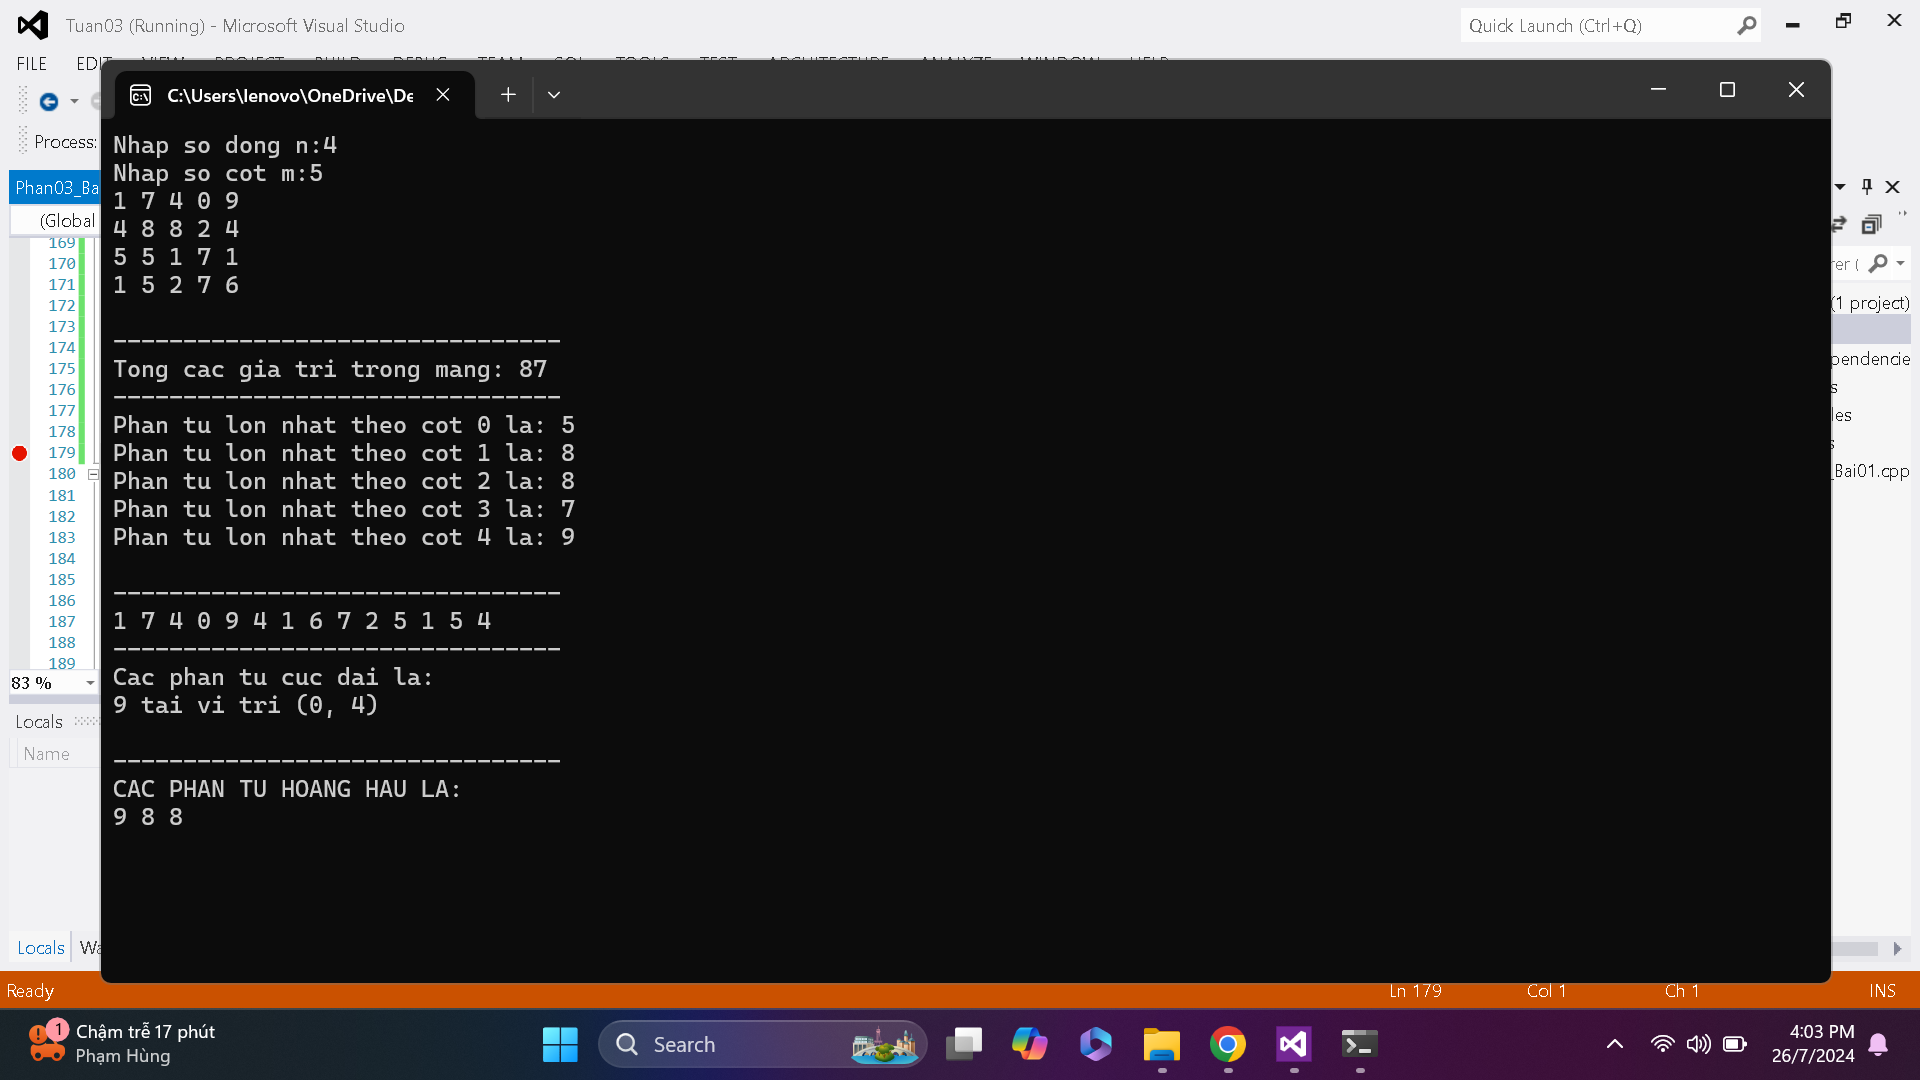 Tuan03 (Running) - Microsoft Visual Studio
Quick Launch (Ctrl+Q)
FILE
C:\Users\lenovo\OneDrive\De
Process:
Phan03_Ba
(Global
169
170
171
172
173
174
175
176
177
178
179
180
181
182
183
184
185
186
187
188
189
83 %
Locals
Name
Locals
Nhap so dong n:4
Nhap so cot m:5
1 7 4 0 9
4 8 8 2 4
5 5 1 7 1
1 5 2 7 6
--------------------------------
Tong cac gia tri trong mang: 87
--------------------------------
Phan tu lon nhat theo cot 0 la: 5
Phan tu lon nhat theo cot 1 la: 8
Phan tu lon nhat theo cot 2 la: 8
Phan tu lon nhat theo cot 3 la: 7
Phan tu lon nhat theo cot 4 la: 9
--------------------------------
1 7 4 0 9 4 1 6 7 2 5 1 5 4
--------------------------------
Cac phan tu cuc dai la:
9 tai vi tri (0, 4)
--------------------------------
CAC PHAN TU HOANG HAU LA:
9 8 8
(1 project)
pendencie
_Bai01.cpp
Ready
Ln 179
Col 1
Ch 1
INS
1
Chậm trễ 17 phút
Phạm Hùng
Search
4:03 PM
26/7/2024